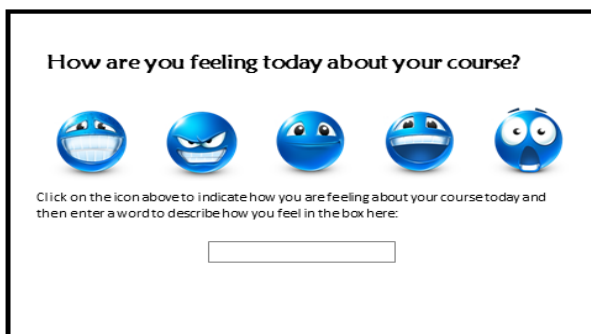 How are you feeling today about your course?
Click on the icon above to indicate how you are feeling about your course today and
then enter a word to describe how you feel in the box here: